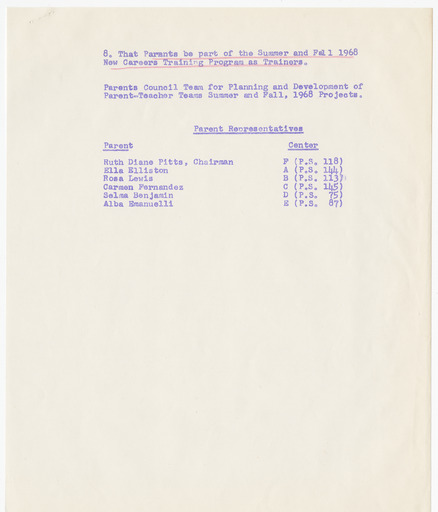 8. That Parants be part of the Summer and Fall 1968
New Careers Training Program as Trainers.
Parents Council Team for Planning and Development of
Parent-Teacher Teams Summer and Fall, 1968 Projects.
Parent Representatives
Parent Center
Ruth Diane Pitts, Chairman F (P.S. 118)
Ella Elliston A (P.S. 144)
Rosa Lewis B (P.S. 113)
Carmen Fernandez C (P.S. 145)
Selma Benjamin D (P.S. 75)
Alba Emanuelli E (P.S. 87)